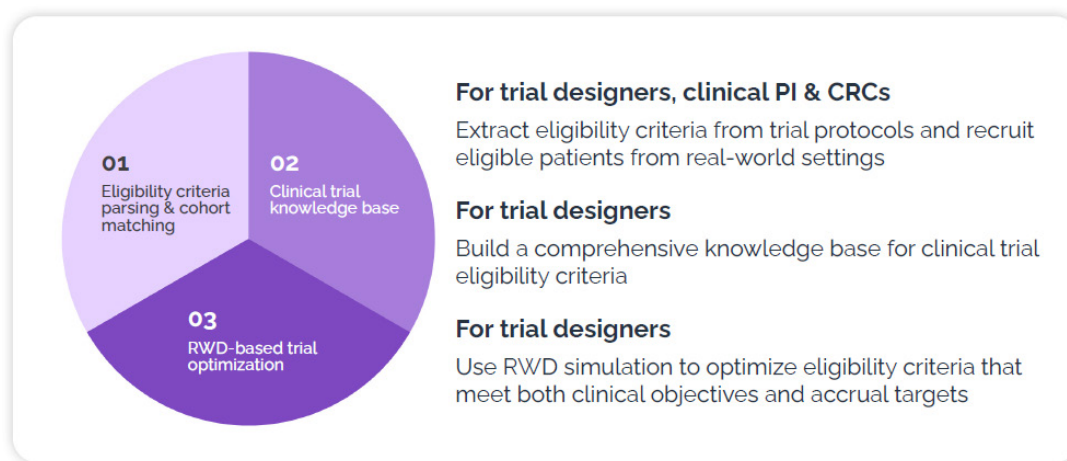 01
Eligibility criteria
parsing & cohort
matching
02
Clinical trial
knowledge base
03
RWD-based trial
optimization
For trial designers, clinical PI & CRCs
Extract eligibility criteria from trial protocols and recruit
eligible patients from real-world settings
For trial designers
Build a comprehensive knowledge base for clinical trial
eligibility criteria
For trial designers
Use RWD simulation to optimize eligibility criteria that
meet both clinical objectives and accrual targets